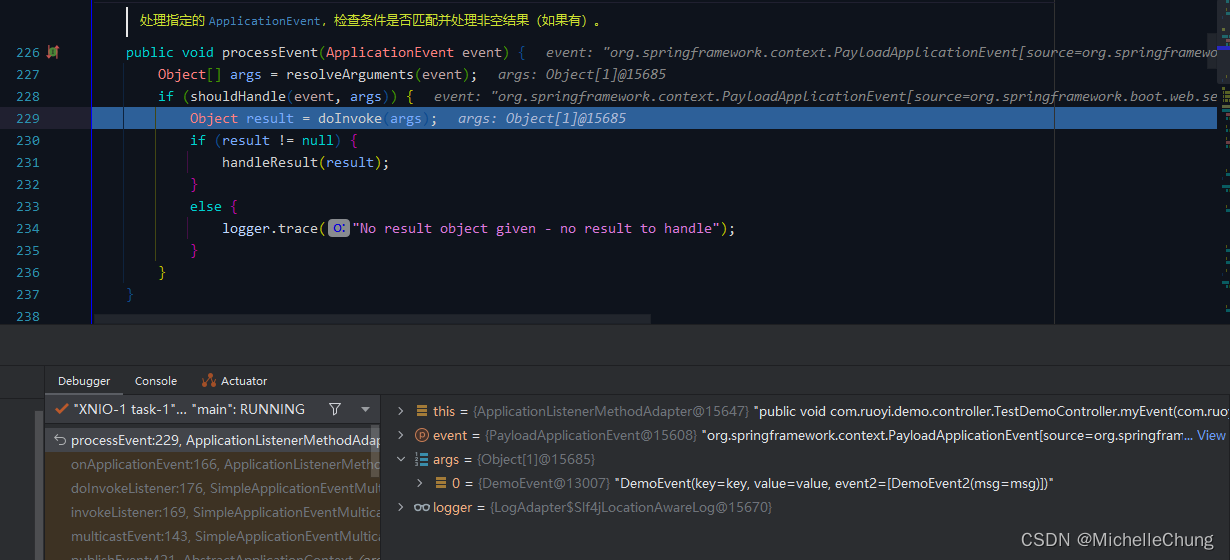 处理指定的 ApplicationEvent，检查条件是否匹配并处理非空结果（如果有）。
226 public void processEvent(ApplicationEvent event) { event: "org.springframework.context.PayloadApplicationEvent[source=org.springframewo
227 Object[] args = resolveArguments(event); args: Object[1]@15685
228 if (shouldHandle(event, args)) { event: "org.springframework.context.PayloadApplicationEvent[source=org.springframework.boot.web.se
229 Object result = doInvoke(args); args: Object[1]@15685
230 if (result != null) {
231 handleResult(result);
232 }
233 else {
234 logger.trace( o: "No result object given - no result to handle");
235 }
236 }
237 }
238
Debugger Console Actuator
"XNIO-1 task-1"... "main": RUNNING
processEvent:229, ApplicationListenerMethodAdap
onApplicationEvent:166, ApplicationListenerMetho
doInvokeListener:176, SimpleApplicationEventMulti
invokeListener:169, SimpleApplicationEventMultica
multicastEvent:143, SimpleApplicationEventMultica
publishEvent:421, AbstractApplicationContext (org
this = {ApplicationListenerMethodAdapter@15647} "public void com.ruoyi.demo.controller.TestDemoController.myEvent(com.ruo
event = {PayloadApplicationEvent@15608} "org.springframework.context.PayloadApplicationEvent[source=org.springfram... View
args = {Object[1]@15685}
0 = {DemoEvent@13007} "DemoEvent(key=key, value=value, event2=[DemoEvent2(msg=msg)])"
logger = {LogAdapter$Slf4jLocationAwareLog@15670}
CSDN @MichelleChung